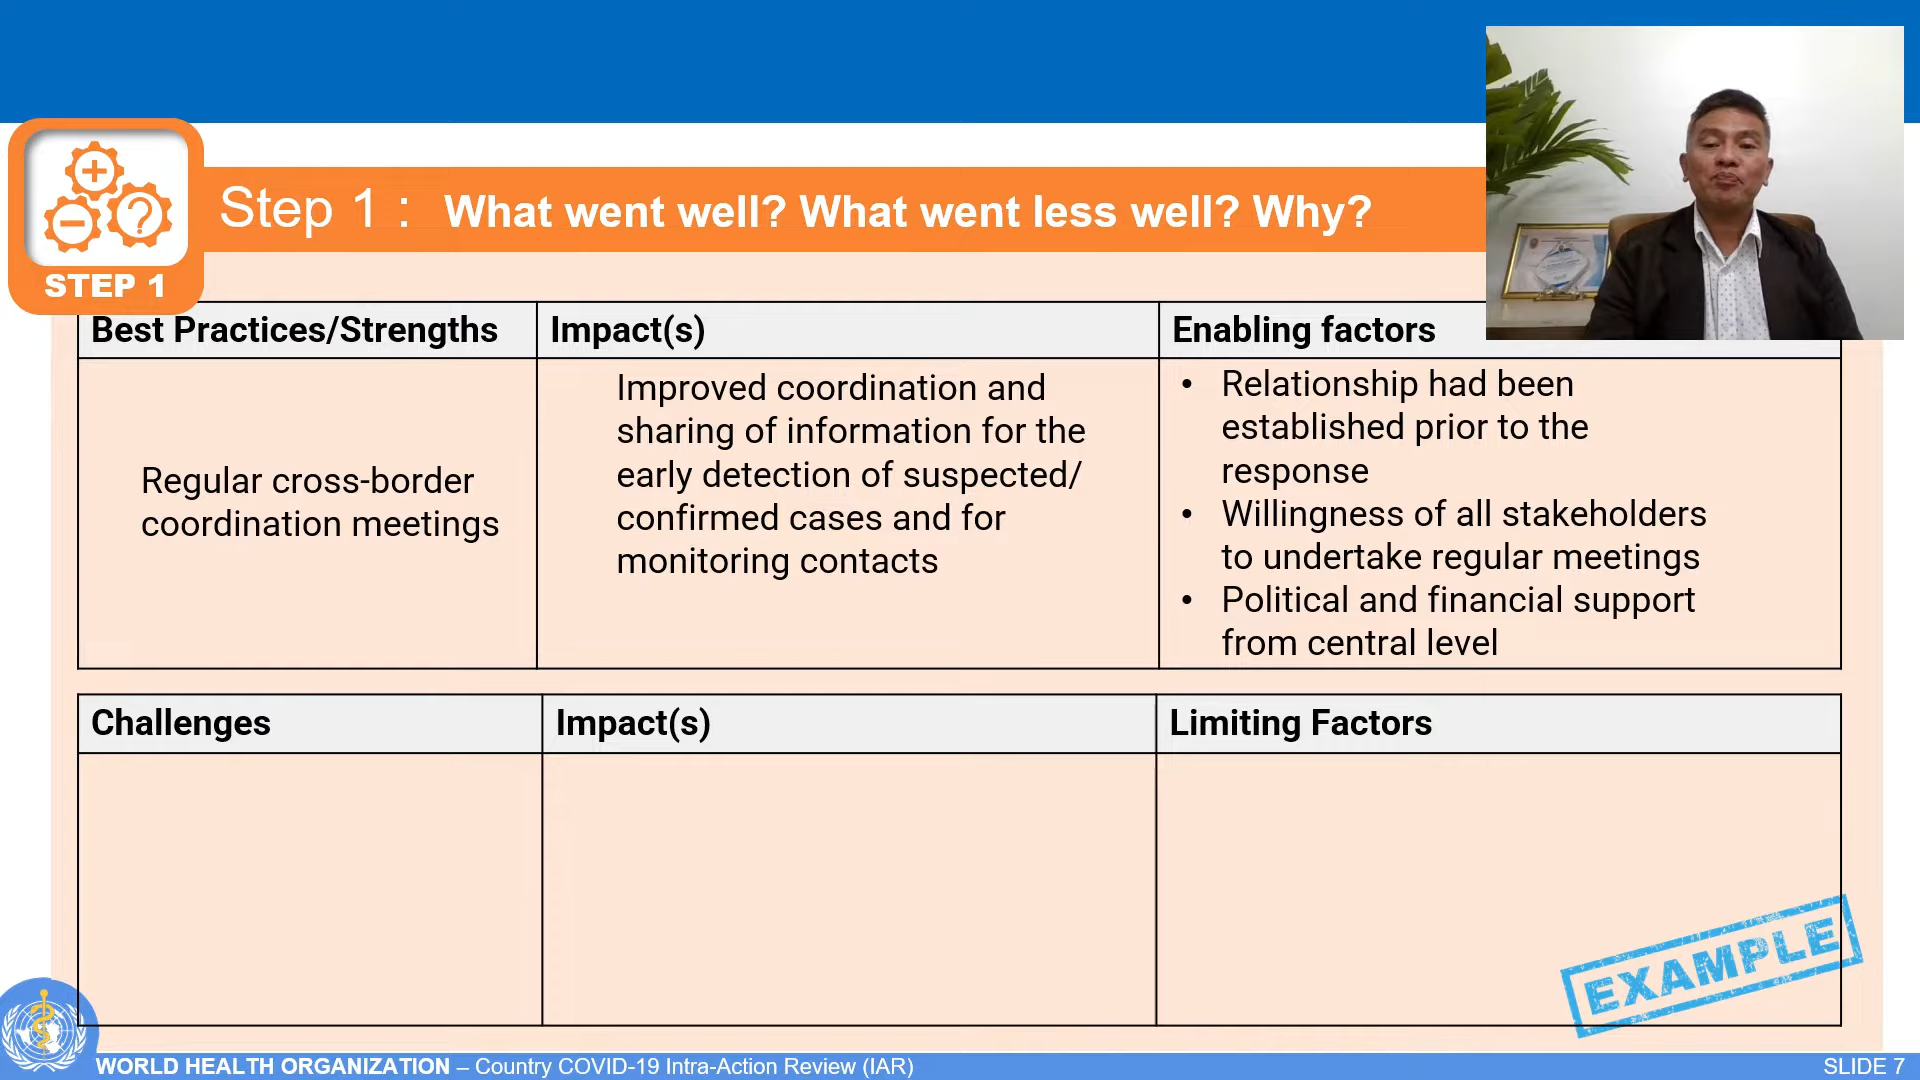 Step 1 : What went well? What went less well? Why?
STEP 1
Best Practices/Strengths
Impact(s)
Enabling factors
Regular cross-border
coordination meetings
Improved coordination and
sharing of information for the
early detection of suspected/
confirmed cases and for
monitoring contacts
• Relationship had been
established prior to the
response
• Willingness of all stakeholders
to undertake regular meetings
• Political and financial support
from central level
Challenges
Impact(s)
Limiting Factors
EXAMPLE
WORLD HEALTH ORGANIZATION – Country COVID-19 Intra-Action Review (IAR)
SLIDE 7